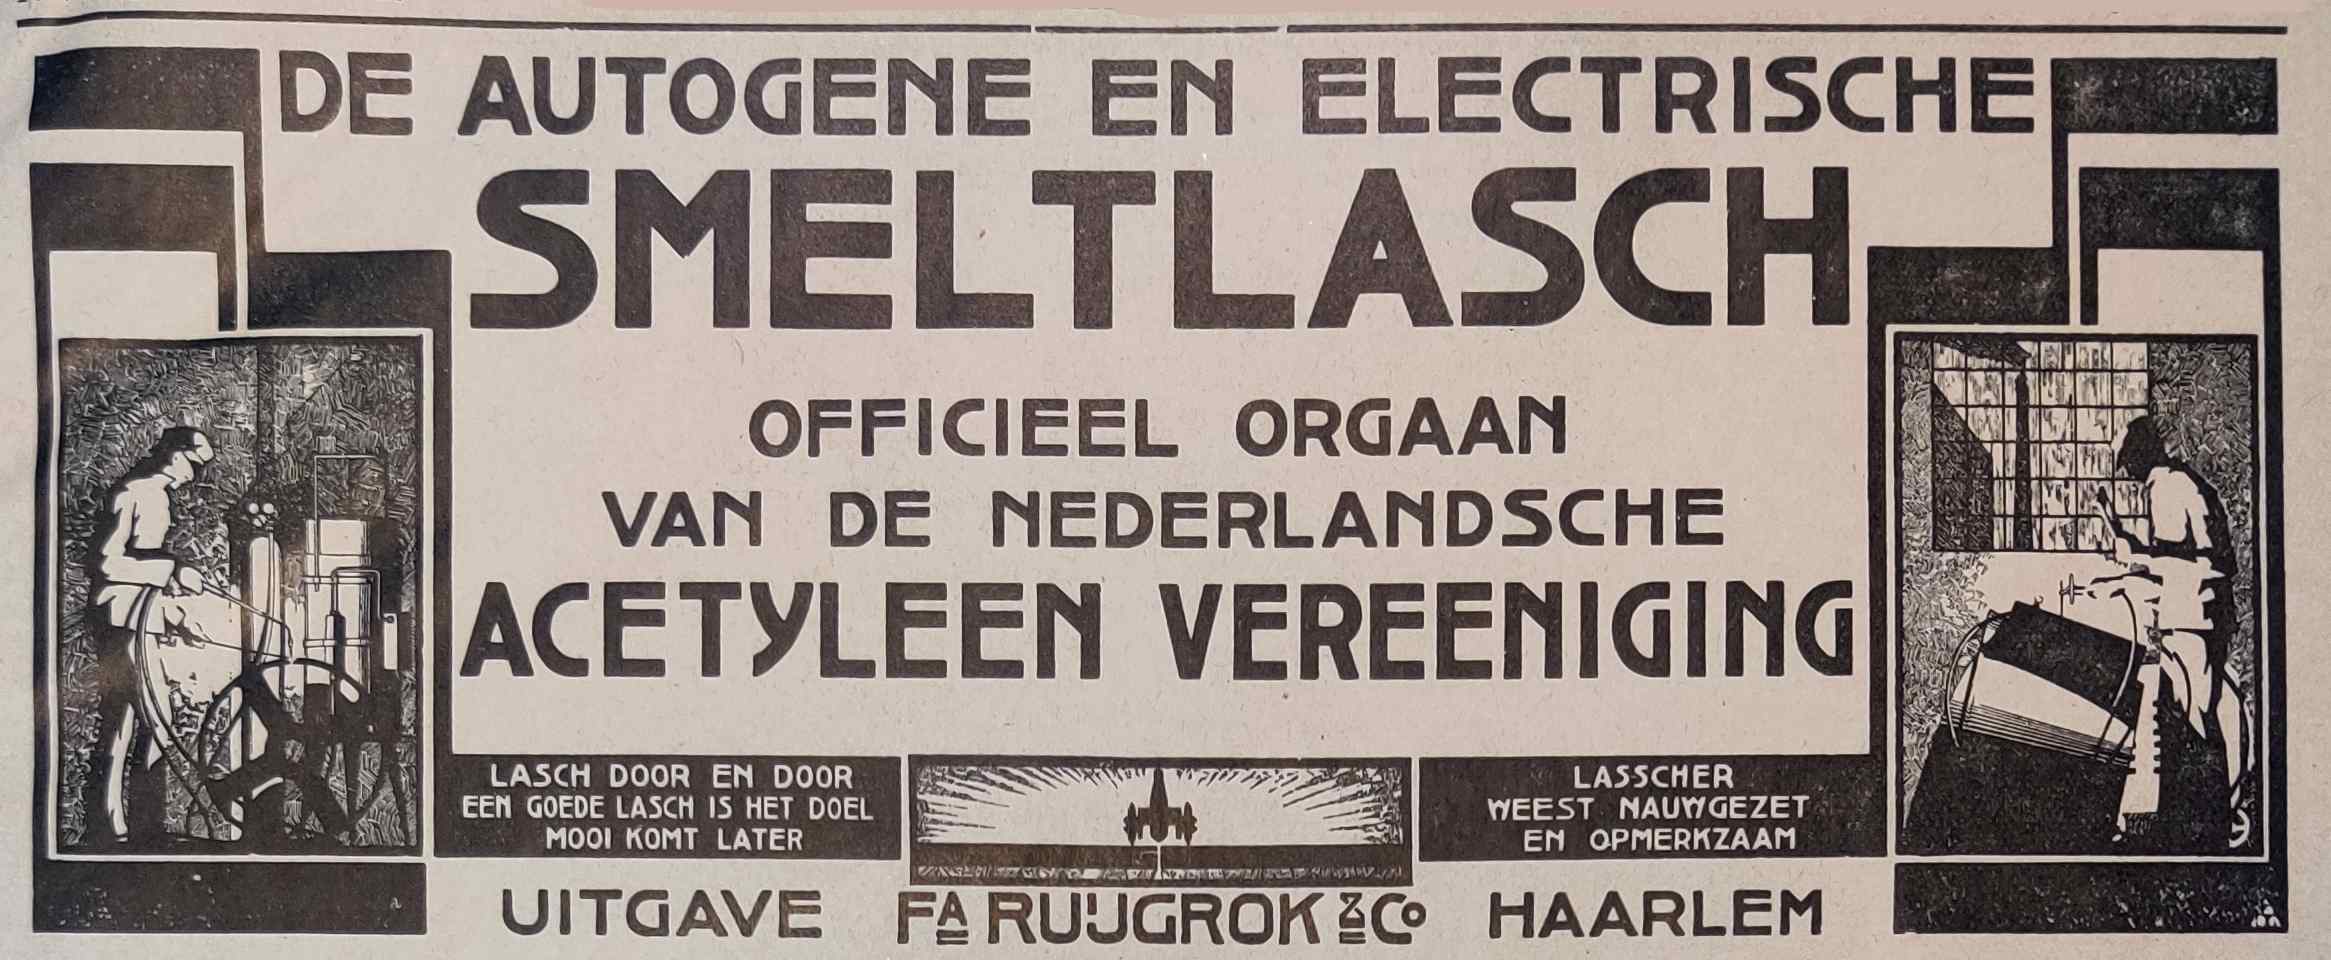 DE AUTOGENE EN ELECTRISCHE
SMELTLASCH
OFFICIEEL ORGAAN
VAN DE NEDERLANDSCHE
ACETYLEEN VEREENIGING
LASCH DOOR EN DOOR
EEN GOEDE LASCH IS HET DOEL
MOOI KOMT LATER
LASSCHER
WEEST NAUWGEZET
EN OPMERKZAAM
UITGAVE FA RUIJGROK & Co HAARLEM